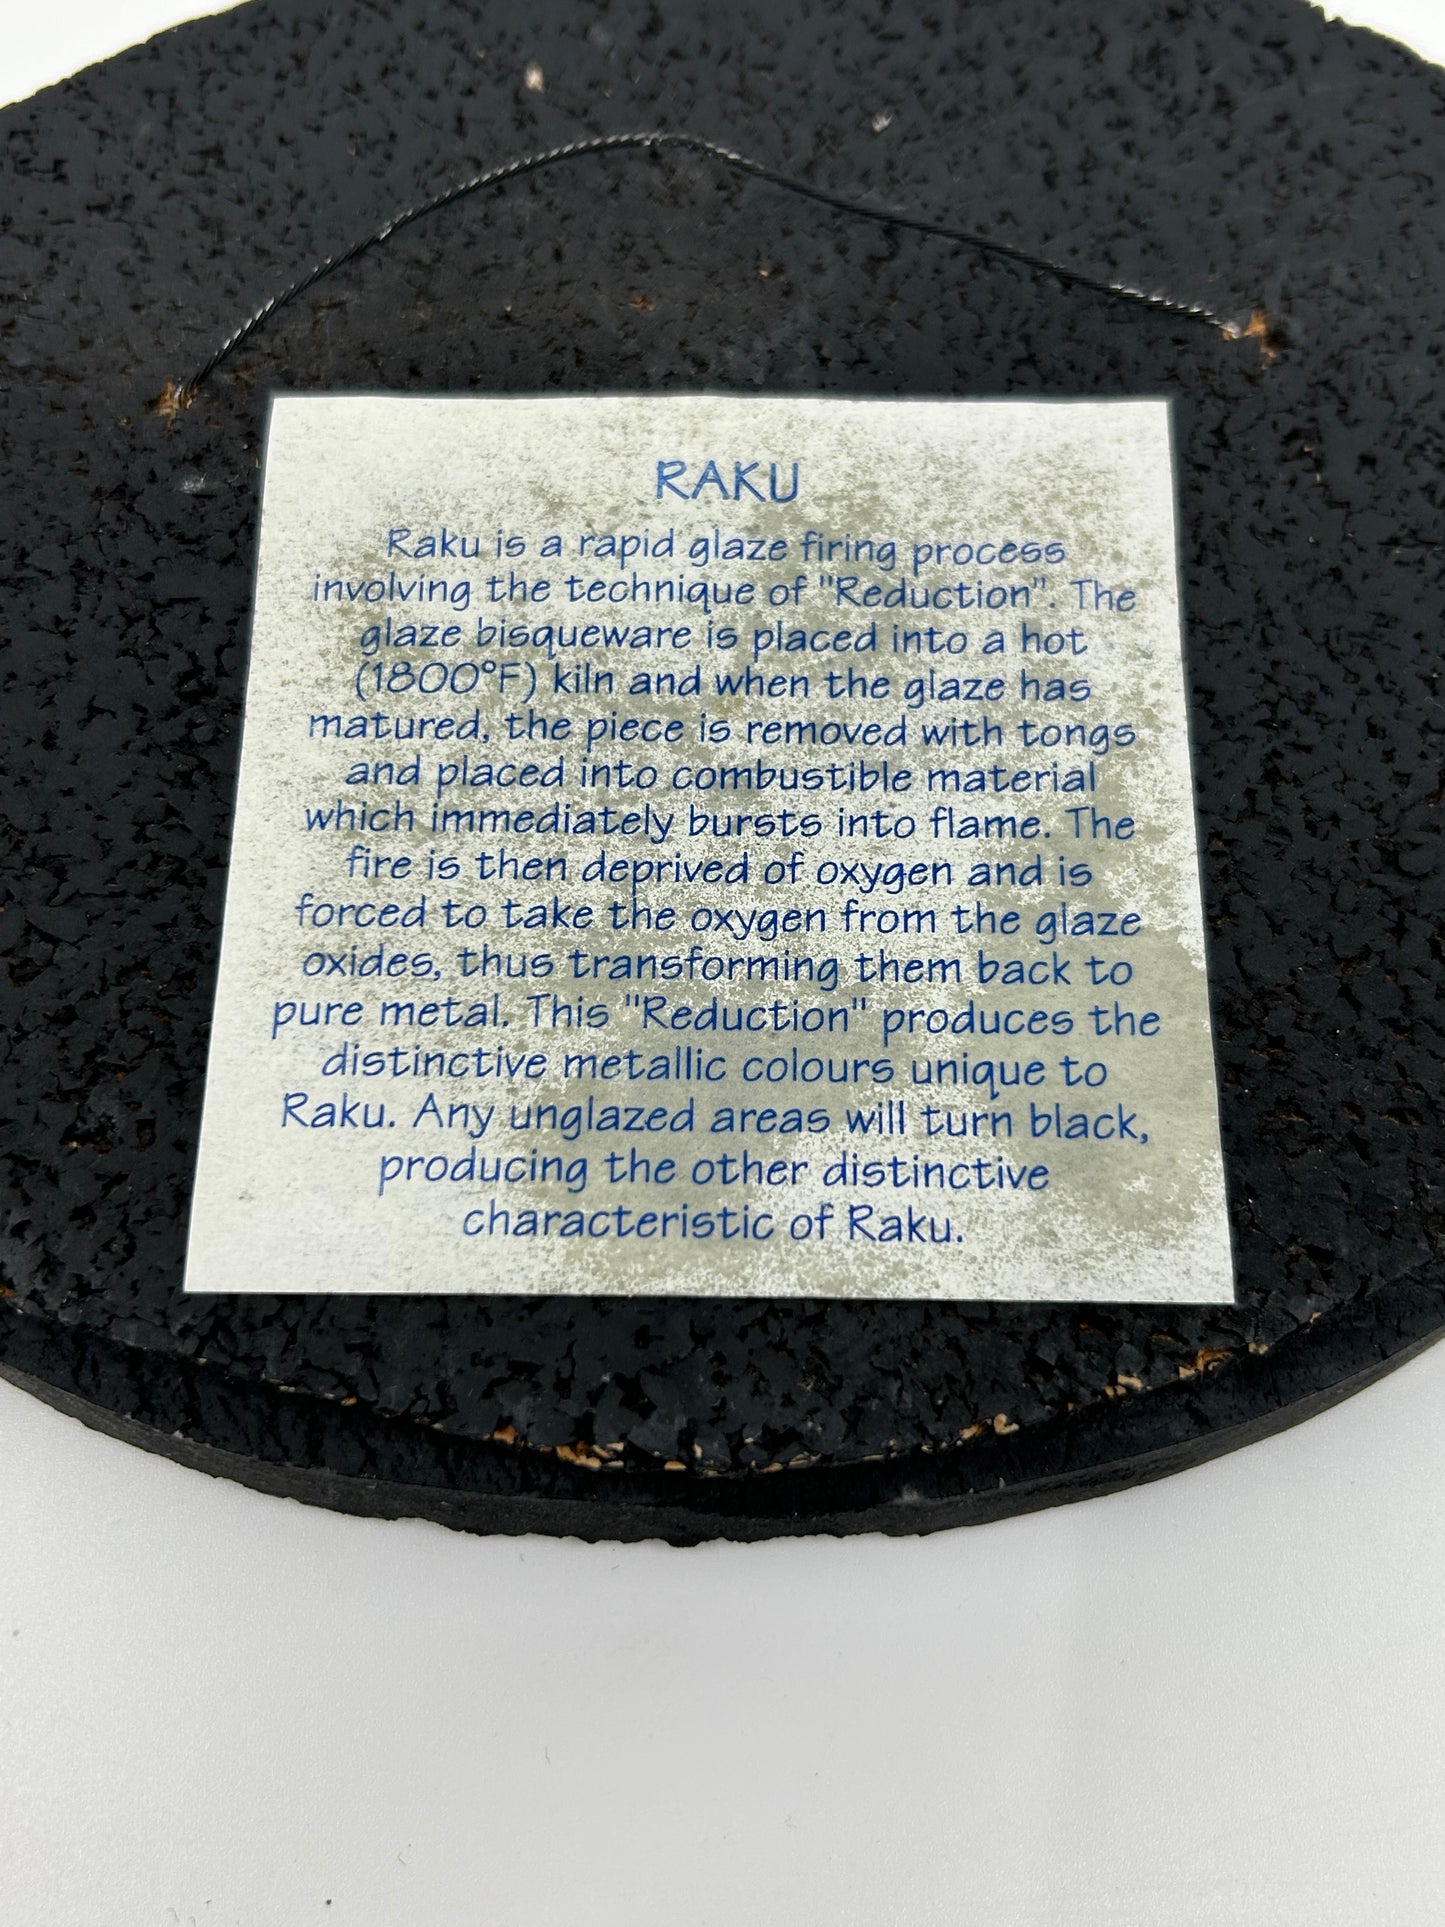 RAKU
Raku is a rapid glaze firing process
involving the technique of "Reduction". The
glaze bisqueware is placed into a hot
(1800°F) kiln and when the glaze has
matured, the piece is removed with tongs
and placed into combustible material
which immediately bursts into flame. The
fire is then deprived of oxygen and is
forced to take the oxygen from the glaze
oxides, thus transforming them back to
pure metal. This "Reduction" produces the
distinctive metallic colours unique to
Raku. Any unglazed areas will turn black,
producing the other distinctive
characteristic of Raku.